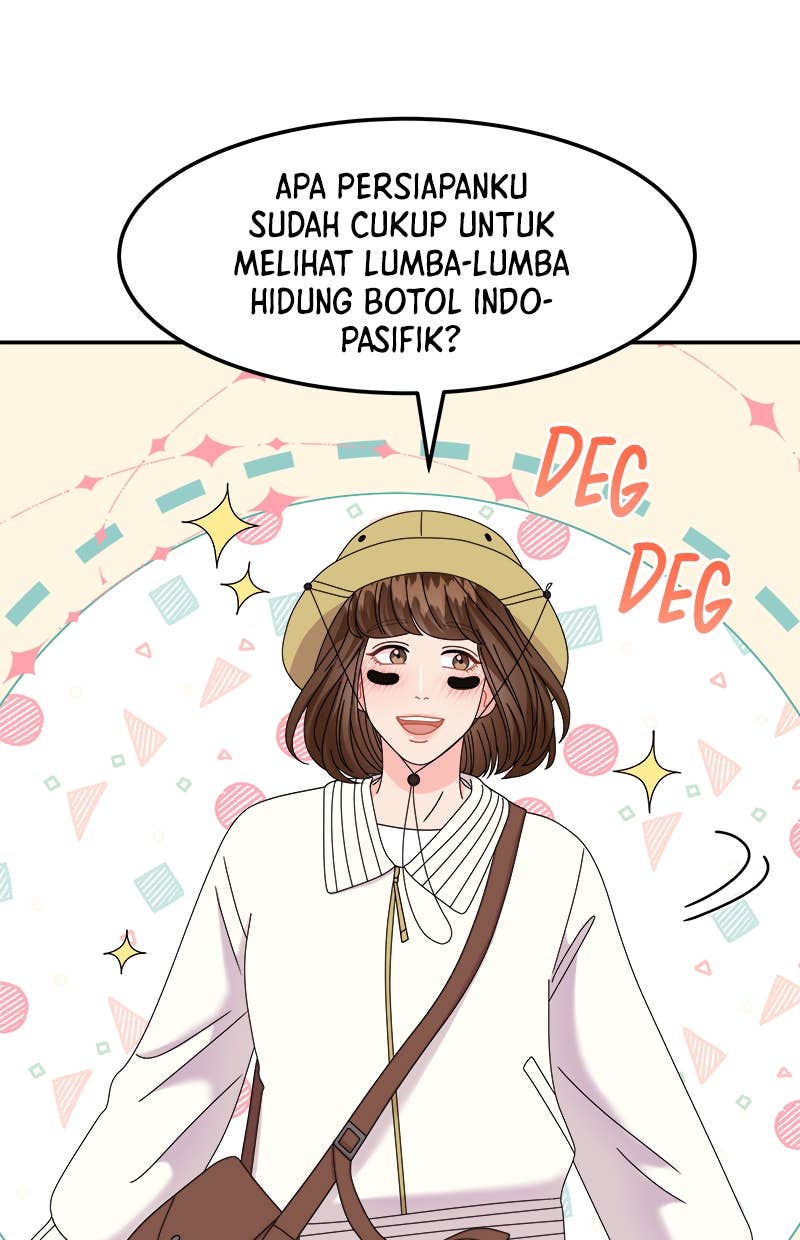 APA PERSIAPANKU
SUDAH CUKUP UNTUK
MELIHAT LUMBA-LUMBA
HIDUNG BOTOL INDO-
PASIFIK?
DEG
DEG